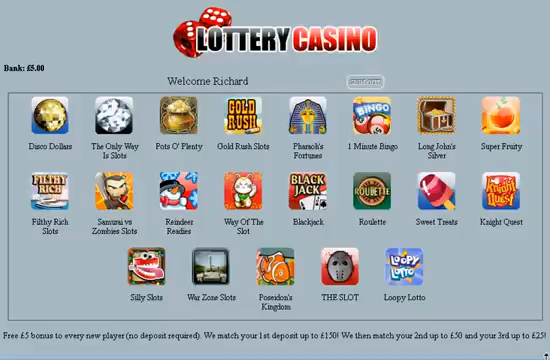 LOTTERY CASINO
Bank: £5.00
Welcome Richard
Disco Dollars
The Only Way Is Slots
Pots O' Plenty
GOLD RUSH
Gold Rush Slots
Pharaoh's Fortunes
BINGO
1 Minute Bingo
Long John's Silver
Super Fruity
FILTHY RICH
Filthy Rich Slots
Samurai vs Zombies Slots
Reindeer Readies
Way Of The Slot
BLACK JACK
Blackjack
ROULETTE
Roulette
Sweet Treats
Knight Quest
Knight Quest
Silly Slots
War Zone Slots
Poseidon's Kingdom
THE SLOT
LOOPY LOTTO
Loopy Lotto
Free £5 bonus to every new player (no deposit required). We match your 1st deposit up to £150! We then match your 2nd up to £50 and your 3rd up to £25!